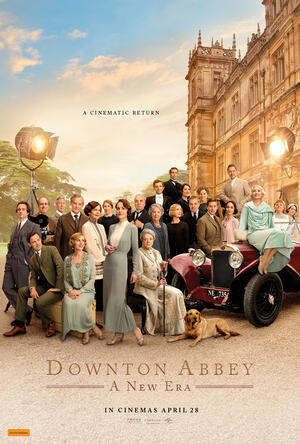 A CINEMATIC RETURN
DOWNTON ABBEY
A NEW ERA
IN CINEMAS APRIL 28